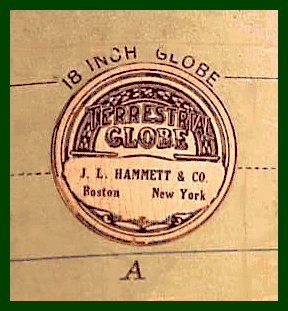 18 INCH GLOBE
TERRESTRIAL
GLOBE
J. L. HAMMETT & CO.
Boston New York
A